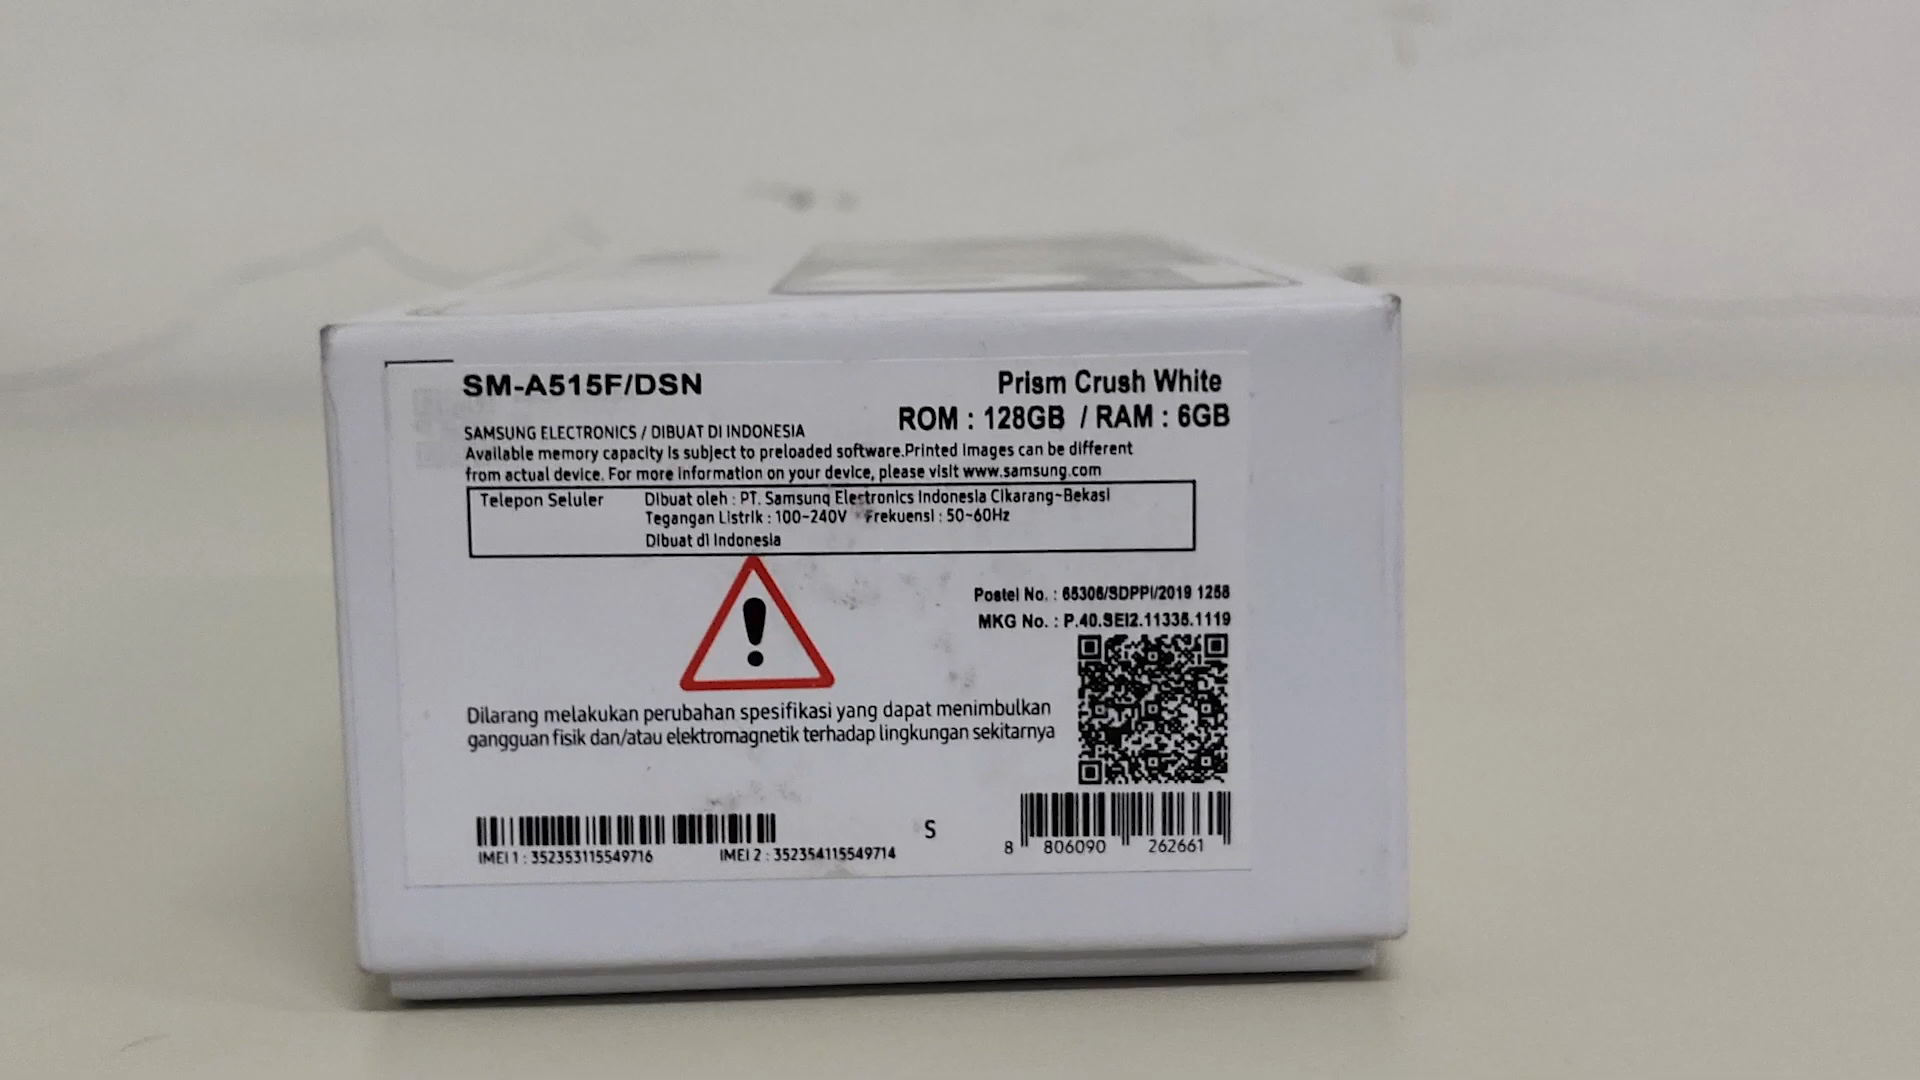 SM-A515F/DSN
Prism Crush White
ROM : 128GB / RAM : 6GB
SAMSUNG ELECTRONICS / DIBUAT DI INDONESIA
Available memory capacity is subject to preloaded software.Printed images can be different
from actual device. For more information on your device, please visit www.samsung.com
Telepon Seluler
Dibuat oleh : PT. Samsung Electronics Indonesia Cikarang~Bekasi
Tegangan Listrik : 100~240V Frekuensi : 50~60Hz
Dibuat di Indonesia
Postel No. : 65306/SDPPI/2019 1258
MKG No. : P.40.SEI2.11335.1119
Dilarang melakukan perubahan spesifikasi yang dapat menimbulkan
gangguan fisik dan/atau elektromagnetik terhadap lingkungan sekitarnya
S
IMEI 1 : 352353115549716
IMEI 2 : 352354115549714
8 806090 262661